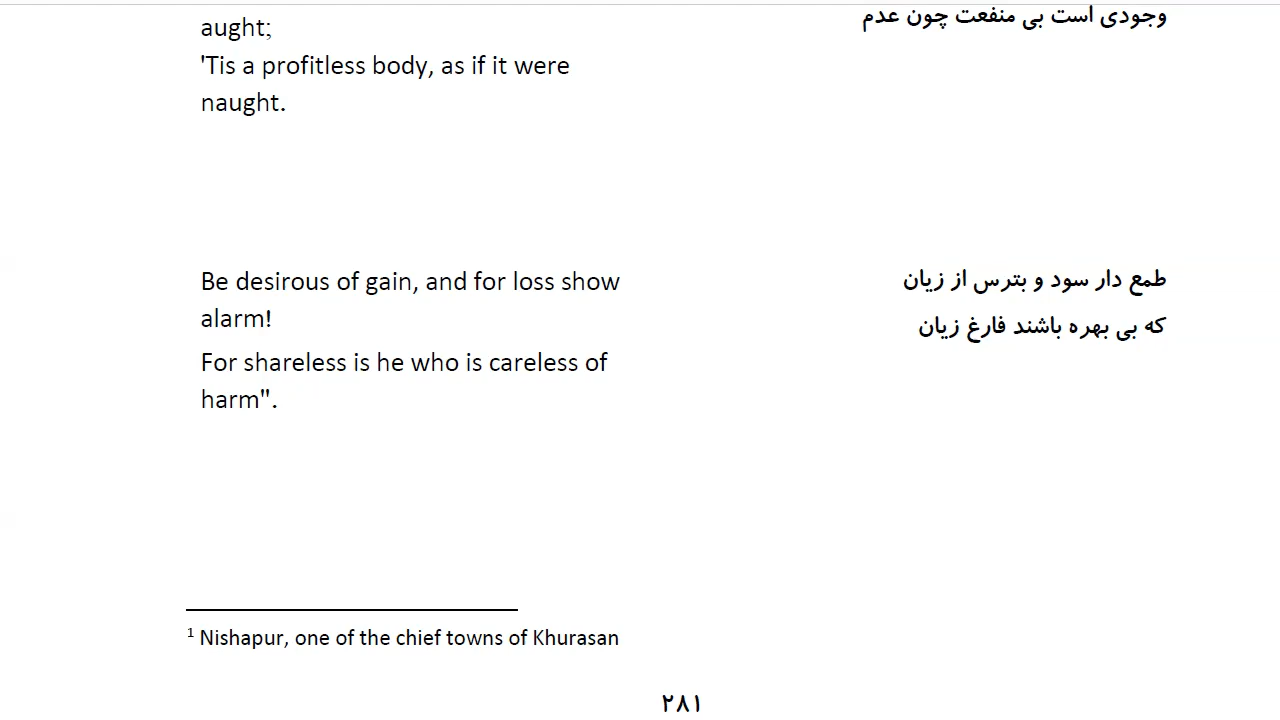 aught;
'Tis a profitless body, as if it were
naught.
وجودی است بی منفعت چون عدم
Be desirous of gain, and for loss show
alarm!
For shareless is he who is careless of
harm".
طمع دار سود و بترس از زیان
که بی بهره باشند فارغ زیان
1 Nishapur, one of the chief towns of Khurasan
۲۸۱